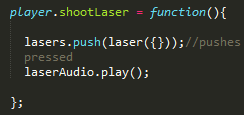 player.shootLaser = function(){
lasers.push(laser({}));//pushes
pressed
laserAudio.play();
};